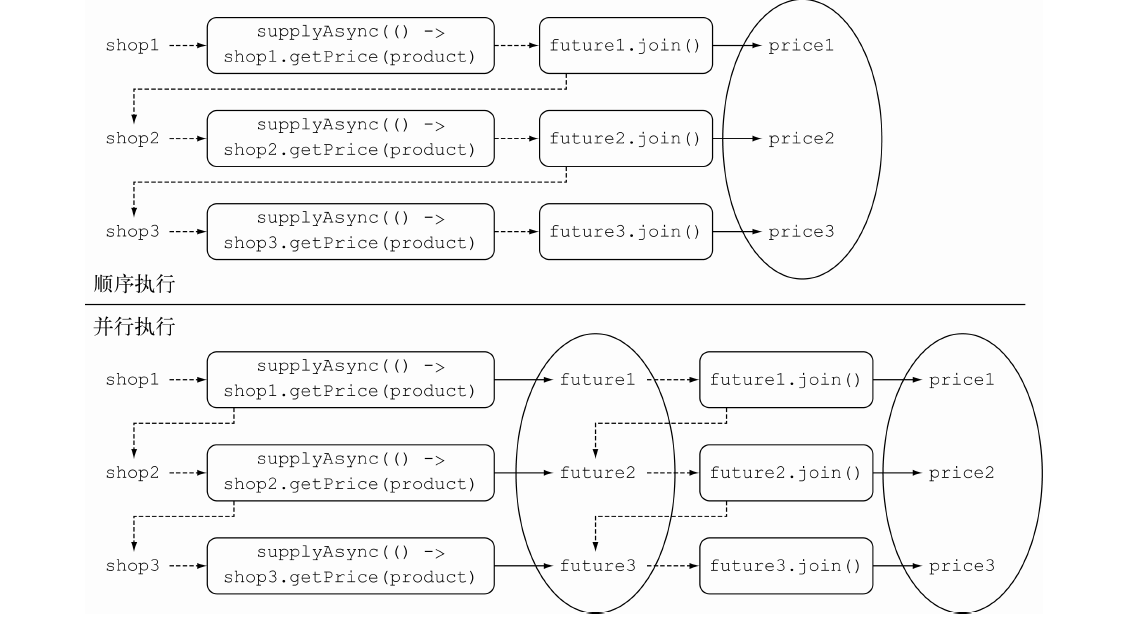 shop1
supplyAsync(() ->
shop1.getPrice(product)
future1.join()
price1
shop2
supplyAsync(() ->
shop2.getPrice(product)
future2.join()
price2
shop3
supplyAsync(() ->
shop3.getPrice(product)
future3.join()
price3
顺序执行
并行执行
shop1
supplyAsync(() ->
shop1.getPrice(product)
future1
future1.join()
price1
shop2
supplyAsync(() ->
shop2.getPrice(product)
future2
future2.join()
price2
shop3
supplyAsync(() ->
shop3.getPrice(product)
future3
future3.join()
price3